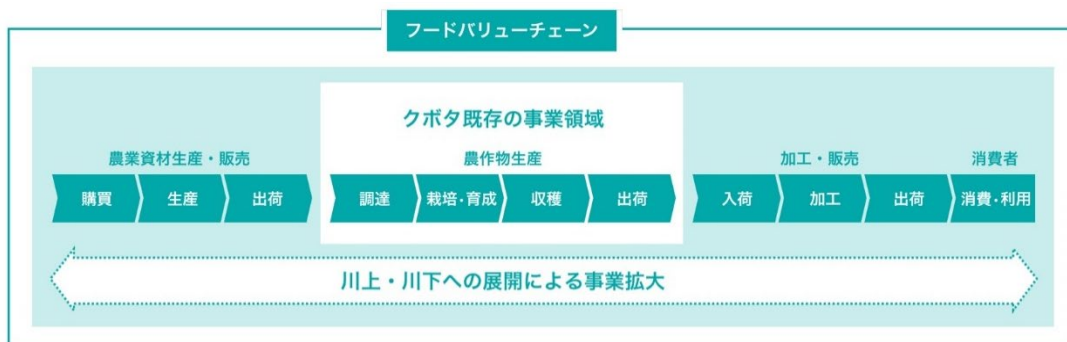 フードバリューチェーン
クボタ既存の事業領域
農業資材生産・販売
農作物生産
加工・販売
消費者
購買
生産
出荷
調達
栽培・育成
収穫
出荷
入荷
加工
出荷
消費・利用
川上・川下への展開による事業拡大